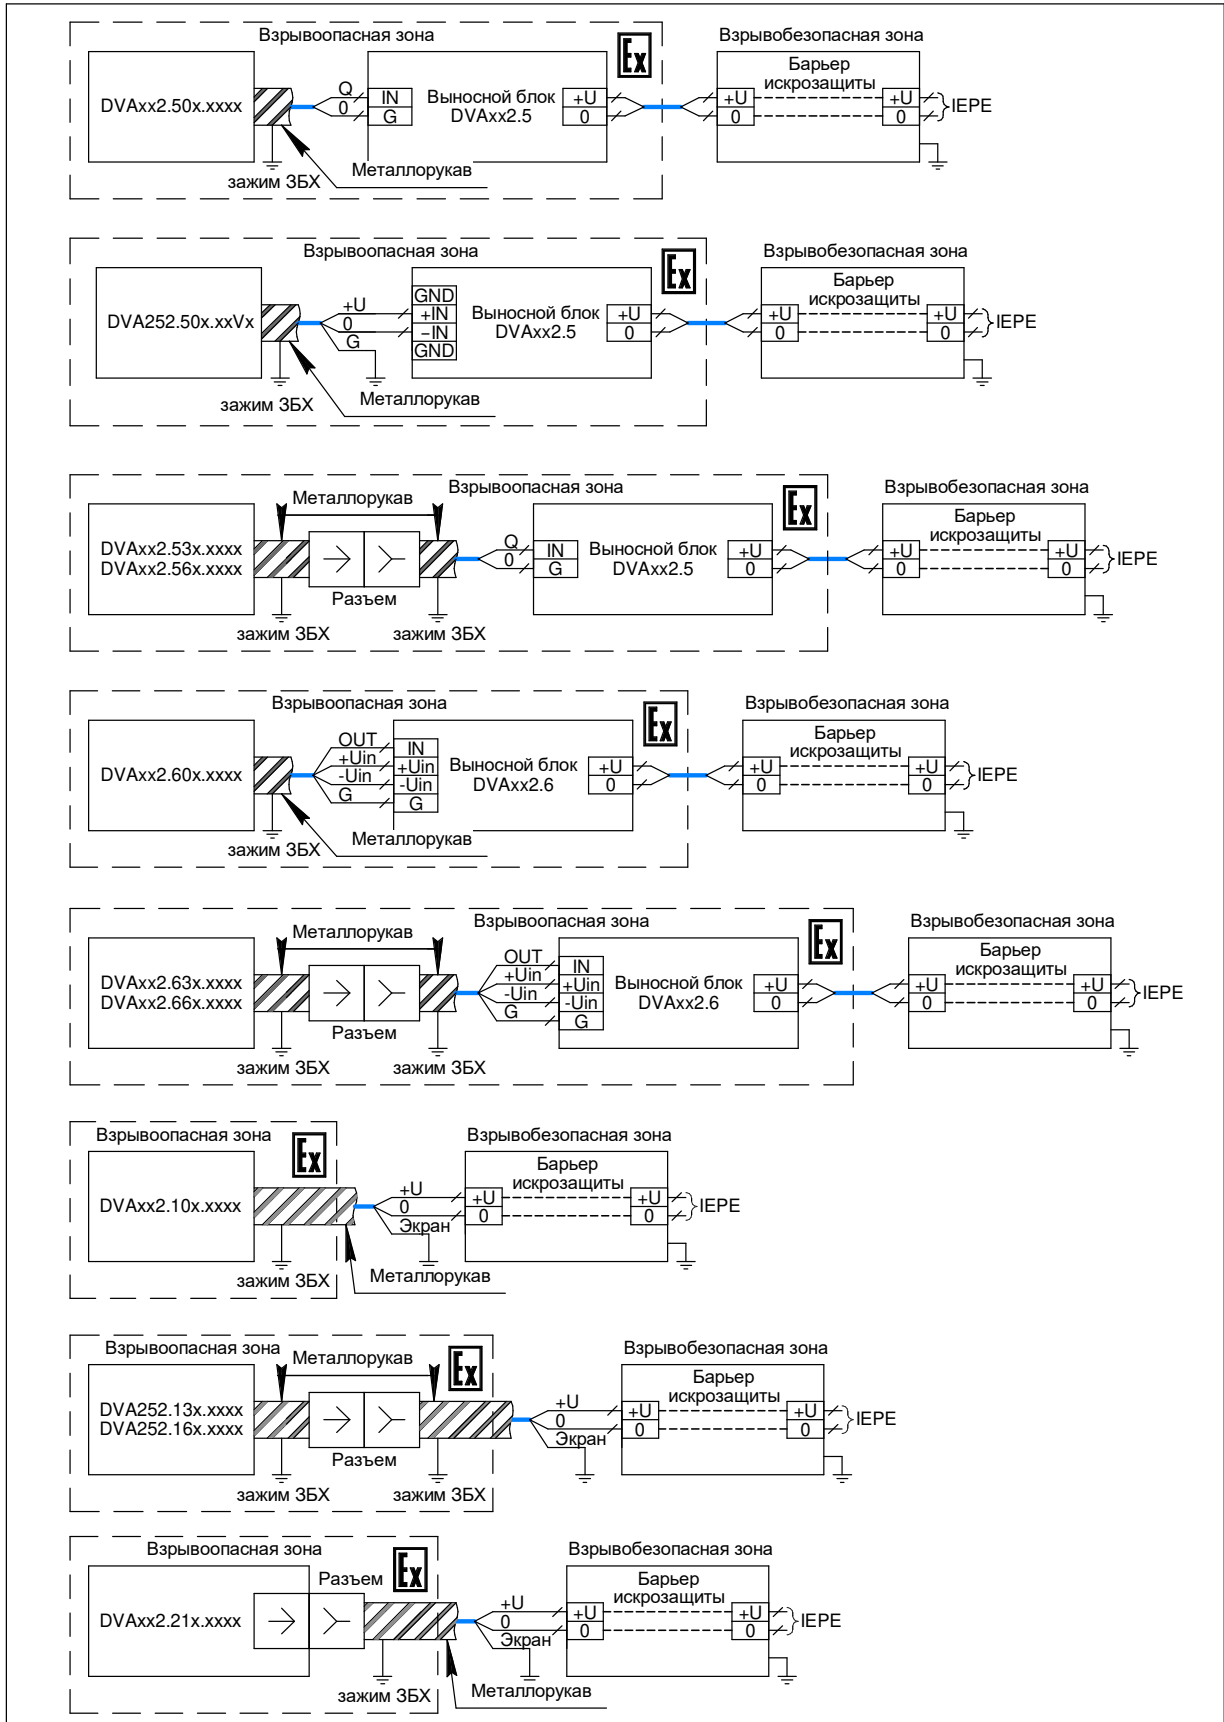 Взрывоопасная зона
Ex
Взрывобезопасная зона
DVAxx2.50x.xxxx
Q
0
IN
G
Выносной блок
DVAxx2.5
+U
0
Барьер
искрозащиты
+U
0
+U
0
IEPE
зажим ЗБХ
Металлорукав
Взрывоопасная зона
Ex
Взрывобезопасная зона
DVA252.50x.xxVx
+U
0
G
GND
+IN
–IN
GND
Выносной блок
DVAxx2.5
+U
0
Барьер
искрозащиты
+U
0
+U
0
IEPE
зажим ЗБХ
Металлорукав
Металлорукав
Взрывоопасная зона
Ex
Взрывобезопасная зона
DVAxx2.53x.xxxx
DVAxx2.56x.xxxx
Разъем
Q
0
IN
G
Выносной блок
DVAxx2.5
+U
0
Барьер
искрозащиты
+U
0
+U
0
IEPE
зажим ЗБХ
зажим ЗБХ
Взрывоопасная зона
Ex
Взрывобезопасная зона
DVAxx2.60x.xxxx
OUT
+Uin
-Uin
G
IN
+Uin
-Uin
G
Выносной блок
DVAxx2.6
+U
0
Барьер
искрозащиты
+U
0
+U
0
IEPE
зажим ЗБХ
Металлорукав
Металлорукав
Взрывоопасная зона
Ex
Взрывобезопасная зона
DVAxx2.63x.xxxx
DVAxx2.66x.xxxx
Разъем
OUT
+Uin
-Uin
G
IN
+Uin
-Uin
G
Выносной блок
DVAxx2.6
+U
0
Барьер
искрозащиты
+U
0
+U
0
IEPE
зажим ЗБХ
зажим ЗБХ
Взрывоопасная зона
Ex
Взрывобезопасная зона
DVAxx2.10x.xxxx
+U
0
Экран
Барьер
искрозащиты
+U
0
+U
0
IEPE
зажим ЗБХ
Металлорукав
Взрывоопасная зона
Металлорукав
Ex
Взрывобезопасная зона
DVA252.13x.xxxx
DVA252.16x.xxxx
Разъем
+U
0
Экран
Барьер
искрозащиты
+U
0
+U
0
IEPE
зажим ЗБХ
зажим ЗБХ
Взрывоопасная зона
Разъем
Ex
Взрывобезопасная зона
DVAxx2.21x.xxxx
+U
0
Экран
Барьер
искрозащиты
+U
0
+U
0
IEPE
зажим ЗБХ
Металлорукав